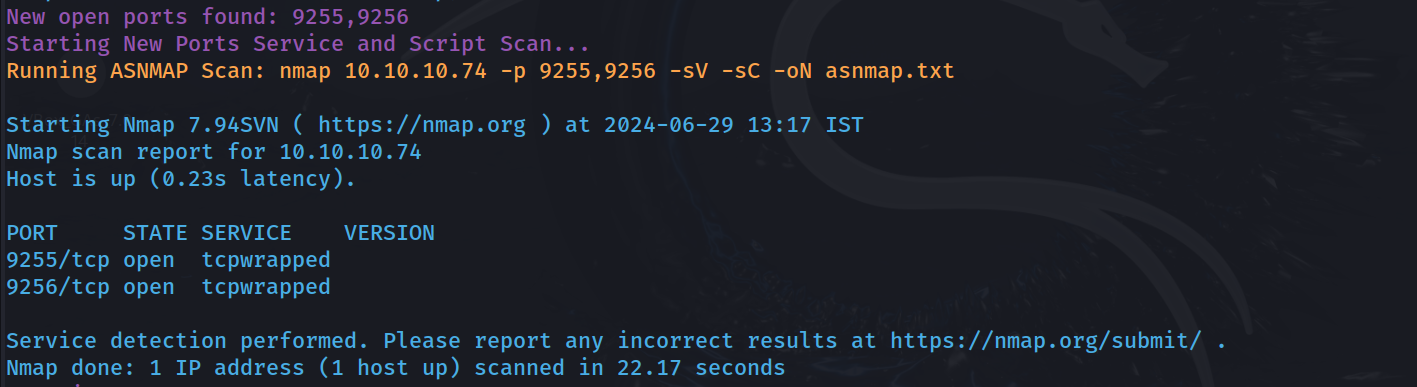 New open ports found: 9255,9256
Starting New Ports Service and Script Scan...
Running ASNMAP Scan: nmap 10.10.10.74 -p 9255,9256 -sV -sC -oN asnmap.txt
Starting Nmap 7.94SVN ( https://nmap.org ) at 2024-06-29 13:17 IST
Nmap scan report for 10.10.10.74
Host is up (0.23s latency).
PORT     STATE SERVICE    VERSION
9255/tcp open  tcpwrapped
9256/tcp open  tcpwrapped
Service detection performed. Please report any incorrect results at https://nmap.org/submit/ .
Nmap done: 1 IP address (1 host up) scanned in 22.17 seconds